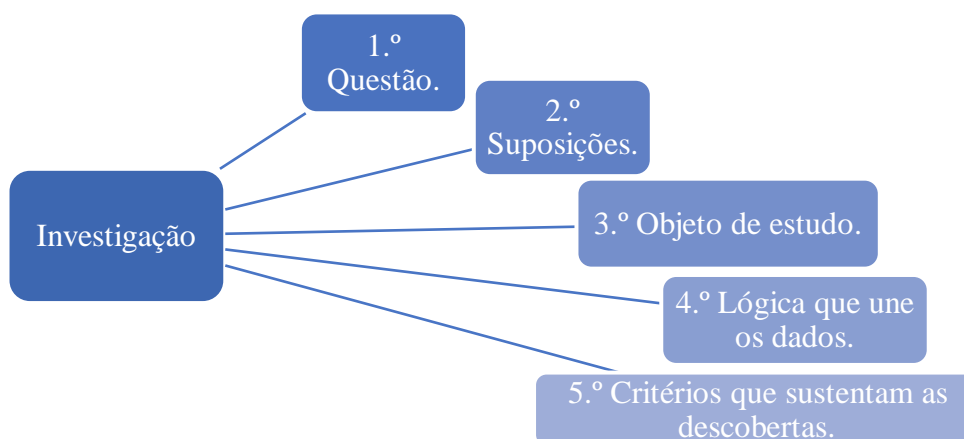 1.º
Questão.
2.º
Suposições.
Investigação
3.º Objeto de estudo.
4.º Lógica que une
os dados.
5.º Critérios que sustentam as
descobertas.